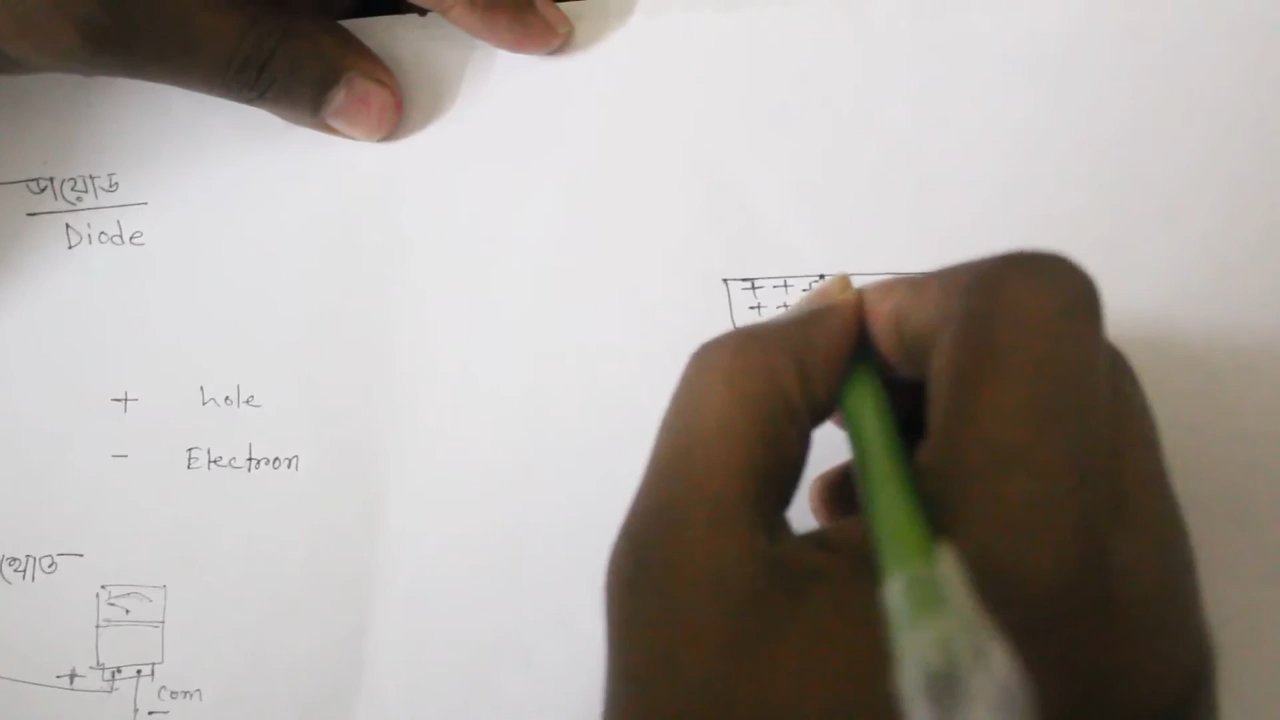 ডায়োড
Diode
+ +
+ +
+ hole
- Electron
থোড
+ com
-